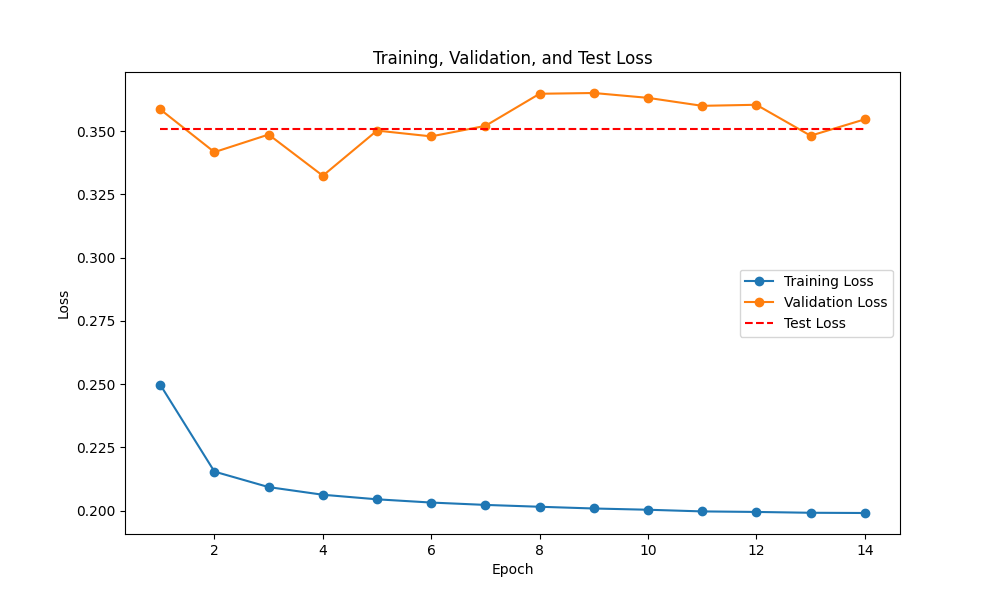 Training, Validation, and Test Loss
Loss
0.350
0.325
0.300
0.275
0.250
0.225
0.200
Training Loss
Validation Loss
Test Loss
2 4 6 8 10 12 14
Epoch